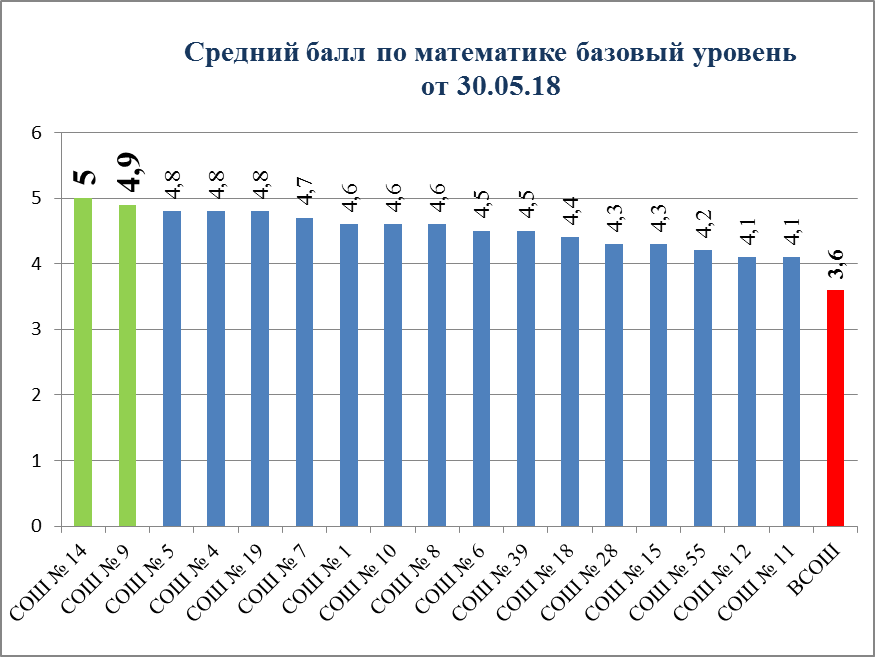 Средний балл по математике базовый уровень
от 30.05.18
6
5
4
3
2
1
0
5
4,9
4,8
4,8
4,8
4,7
4,6
4,6
4,6
4,5
4,5
4,4
4,3
4,3
4,2
4,1
4,1
3,6
СОШ № 14
СОШ № 9
СОШ № 5
СОШ № 4
СОШ № 19
СОШ № 7
СОШ № 1
СОШ № 10
СОШ № 8
СОШ № 6
СОШ № 39
СОШ № 18
СОШ № 28
СОШ № 15
СОШ № 55
СОШ № 12
СОШ № 11
ВСОШ